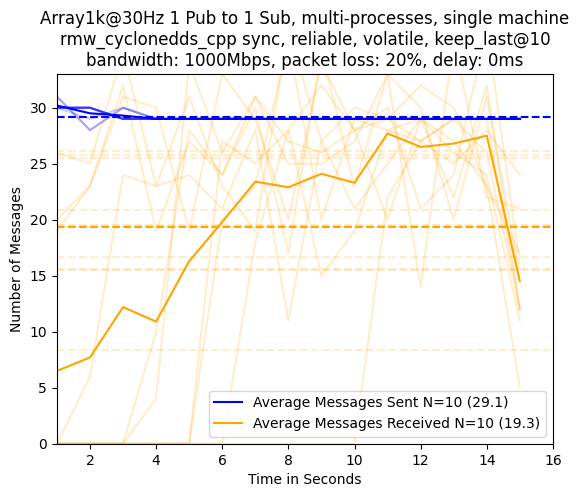 Array1k@30Hz 1 Pub to 1 Sub, multi-processes, single machine
rmw_cyclonedds_cpp sync, reliable, volatile, keep_last@10
bandwidth: 1000Mbps, packet loss: 20%, delay: 0ms
Number of Messages
30
25
20
15
10
5
0
Average Messages Sent N=10 (29.1)
Average Messages Received N=10 (19.3)
2 4 6 8 10 12 14 16
Time in Seconds